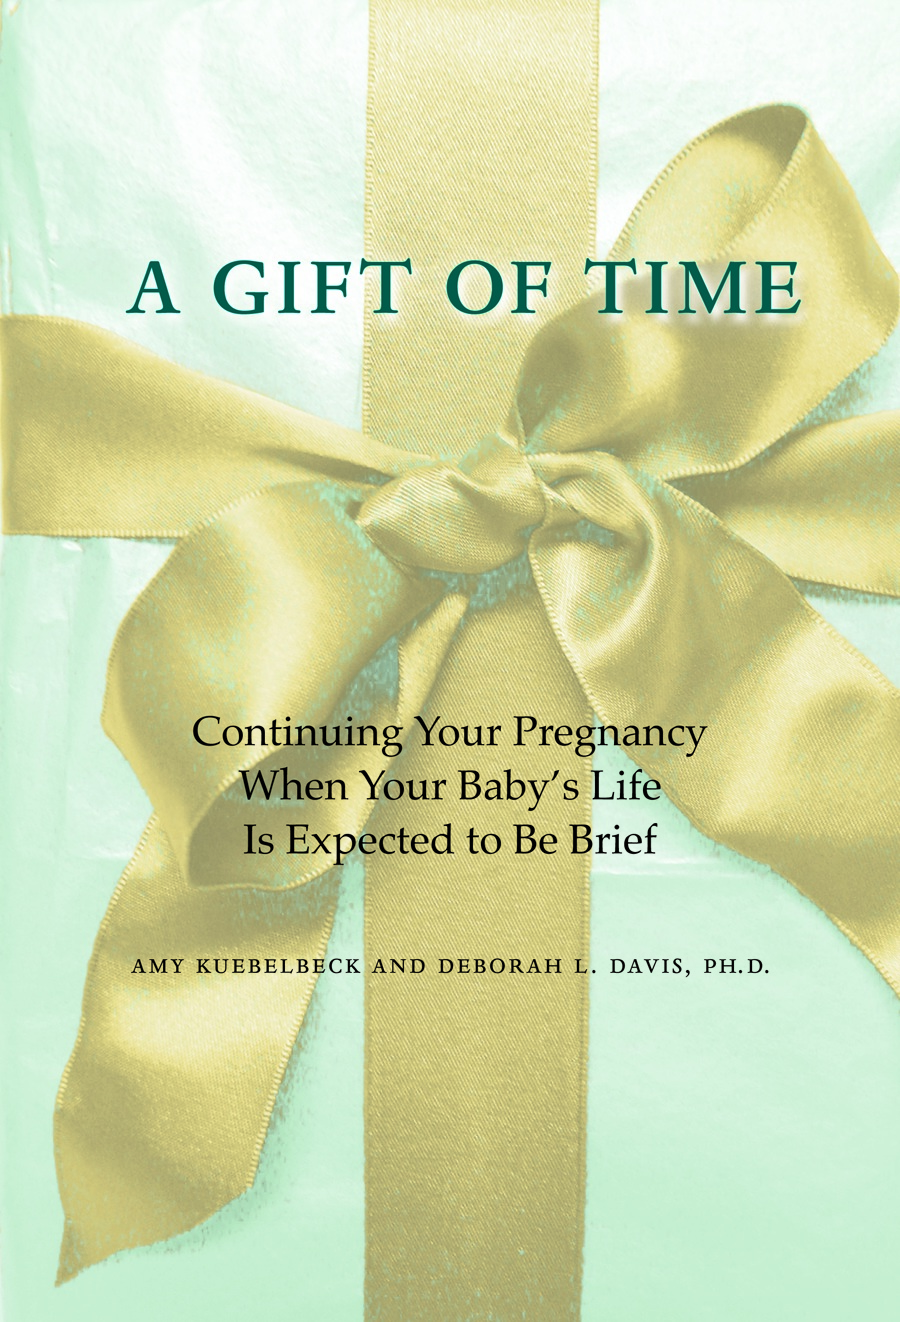 A GIFT OF TIME
Continuing Your Pregnancy
When Your Baby's Life
Is Expected to Be Brief
AMY KUEBELBECK AND DEBORAH L. DAVIS, PH.D.